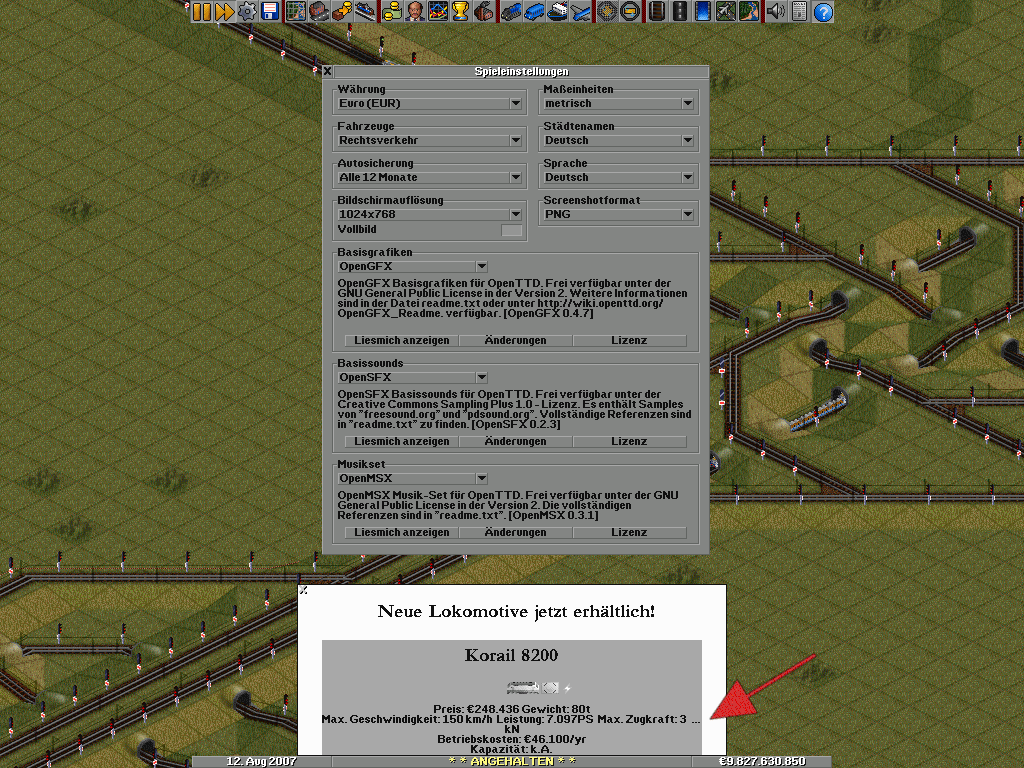 Spieleinstellungen
Währung
Euro (EUR)
Maßeinheiten
metrisch
Fahrzeuge
Rechtsverkehr
Städtenamen
Deutsch
Autosicherung
Alle 12 Monate
Sprache
Deutsch
Bildschirmauflösung
1024x768
Vollbild
Screenshotformat
PNG
Basisgrafiken
OpenGFX
OpenGFX Basisgrafiken für OpenTTD. Frei verfügbar unter der
GNU General Public License in der Version 2. Weitere Informationen
sind in der Datei readme.txt oder unter http://wiki.openttd.org/
OpenGFX_Readme. verfügbar. [OpenGFX 0.4.7]
Liesmich anzeigen Änderungen Lizenz
Basissounds
OpenSFX
OpenSFX Basissounds für OpenTTD. Frei verfügbar unter der
Creative Commons Sampling Plus 1.0 - Lizenz. Es enthält Samples
von "freesound.org" und "pdsound.org". Vollständige Referenzen sind
in "readme.txt" zu finden. [OpenSFX 0.2.3]
Liesmich anzeigen Änderungen Lizenz
Musikset
OpenMSX
OpenMSX Musik-Set für OpenTTD. Frei verfügbar unter der GNU
General Public License in der Version 2. Die vollständigen
Referenzen sind in "readme.txt". [OpenMSX 0.3.1]
Liesmich anzeigen Änderungen Lizenz
Neue Lokomotive jetzt erhältlich!
Korail 8200
Preis: €248.436 Gewicht: 80t
Max. Geschwindigkeit: 150 km/h Leistung: 7.097PS Max. Zugkraft: 3 ...
kN
Betriebskosten: €46.100/yr
Kapazität: k.A.
12. Aug 2007 * * ANGEHALTEN * * €9.827.630.850